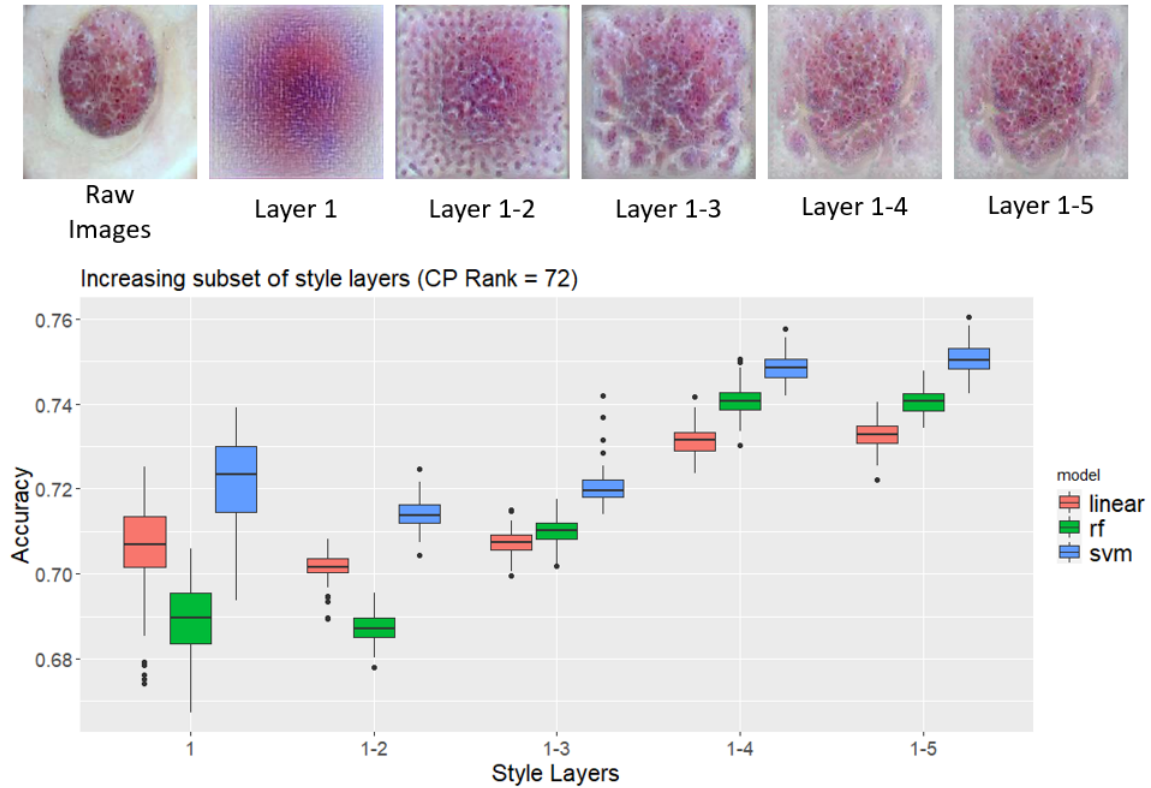 Raw
Images
Layer 1
Layer 1-2
Layer 1-3
Layer 1-4
Layer 1-5
Increasing subset of style layers (CP Rank = 72)
0.76
0.74
0.72
0.70
0.68
Accuracy
1
1-2
1-3
1-4
1-5
Style Layers
model
linear
rf
svm